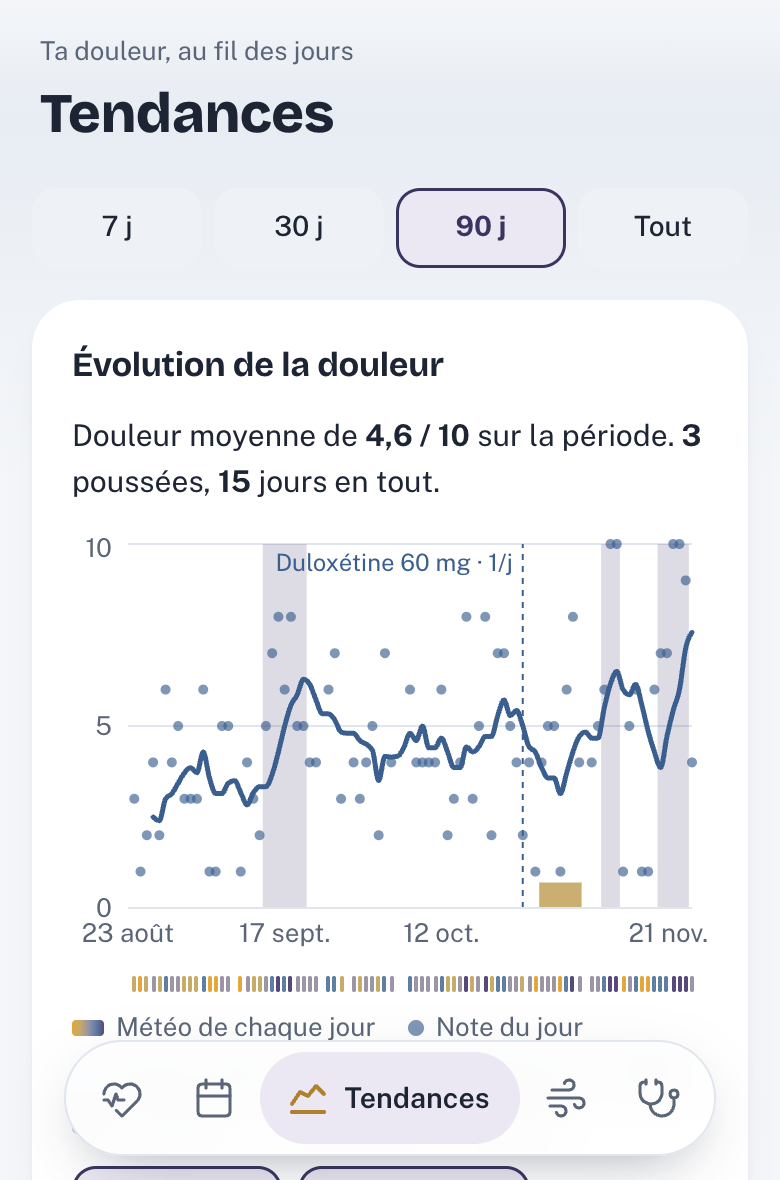 Ta douleur, au fil des jours
Tendances
7 j
30 j
90 j
Tout
Évolution de la douleur
Douleur moyenne de 4,6 / 10 sur la période. 3
poussées, 15 jours en tout.
10
Duloxétine 60 mg · 1/j
5
0
23 août
17 sept.
12 oct.
21 nov.
Météo de chaque jour
Note du jour
Tendances